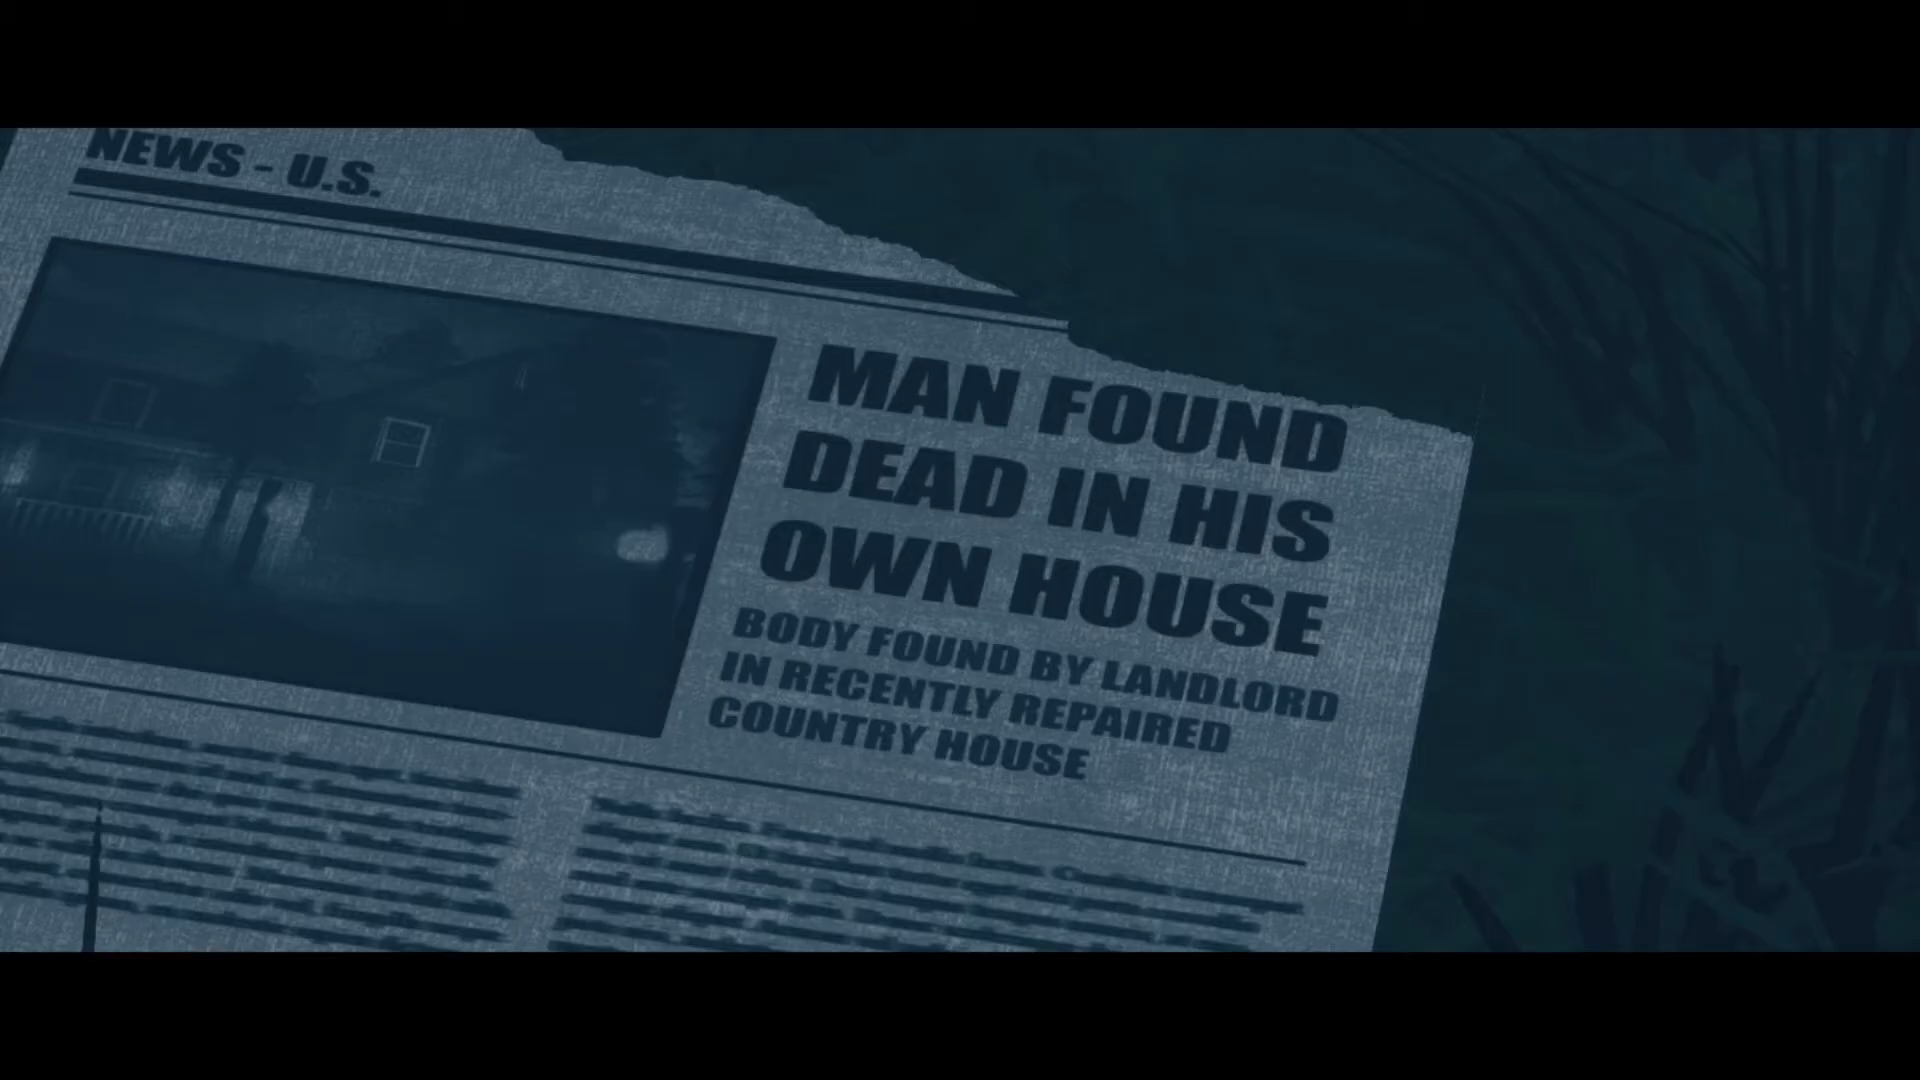 NEWS - U.S.
MAN FOUND
DEAD IN HIS
OWN HOUSE
BODY FOUND BY LANDLORD
IN RECENTLY REPAIRED
COUNTRY HOUSE